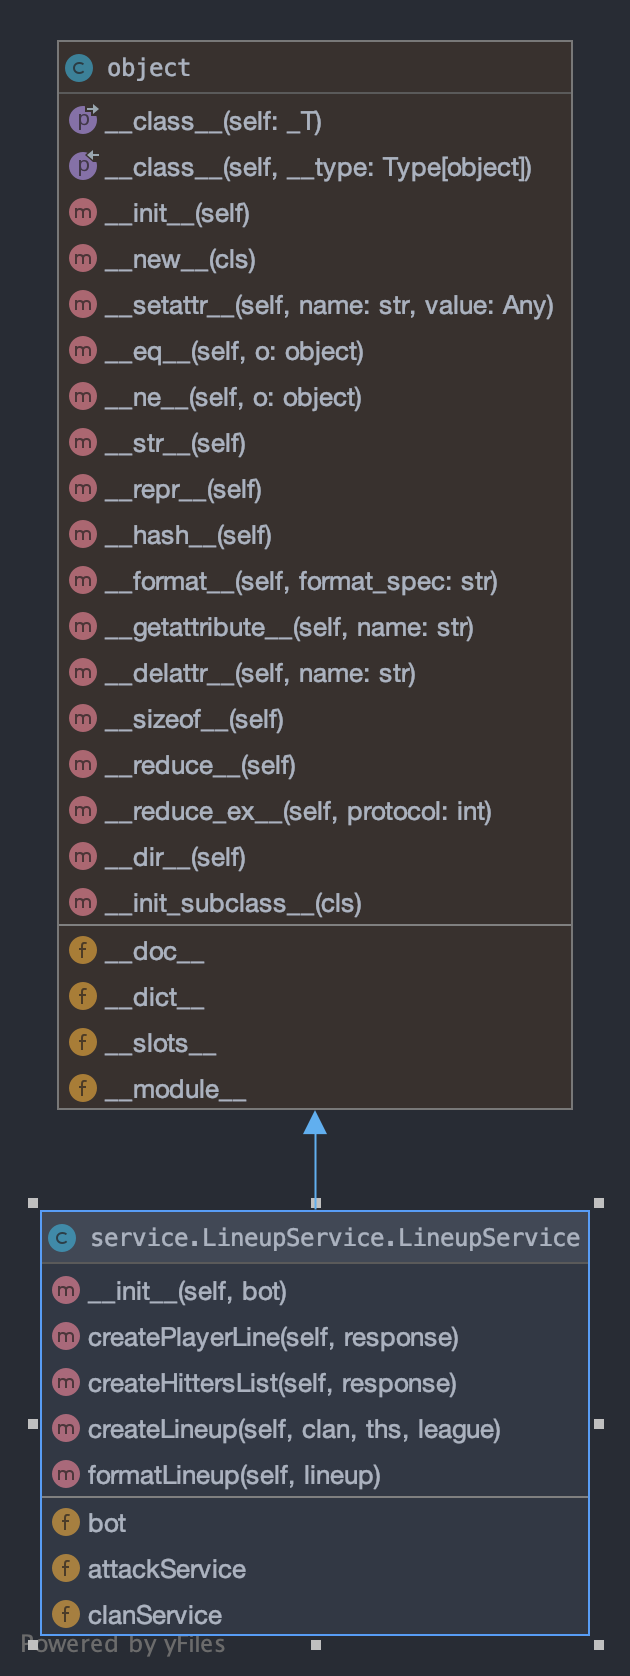 c object
p __class__(self: _T)
p __class__(self, __type: Type[object])
m __init__(self)
m __new__(cls)
m __setattr__(self, name: str, value: Any)
m __eq__(self, o: object)
m __ne__(self, o: object)
m __str__(self)
m __repr__(self)
m __hash__(self)
m __format__(self, format_spec: str)
m __getattribute__(self, name: str)
m __delattr__(self, name: str)
m __sizeof__(self)
m __reduce__(self)
m __reduce_ex__(self, protocol: int)
m __dir__(self)
m __init_subclass__(cls)
f __doc__
f __dict__
f __slots__
f __module__
c service.LineupService.LineupService
m __init__(self, bot)
m createPlayerLine(self, response)
m createHittersList(self, response)
m createLineup(self, clan, ths, league)
m formatLineup(self, lineup)
f bot
f attackService
f clanService
Powered by yFiles